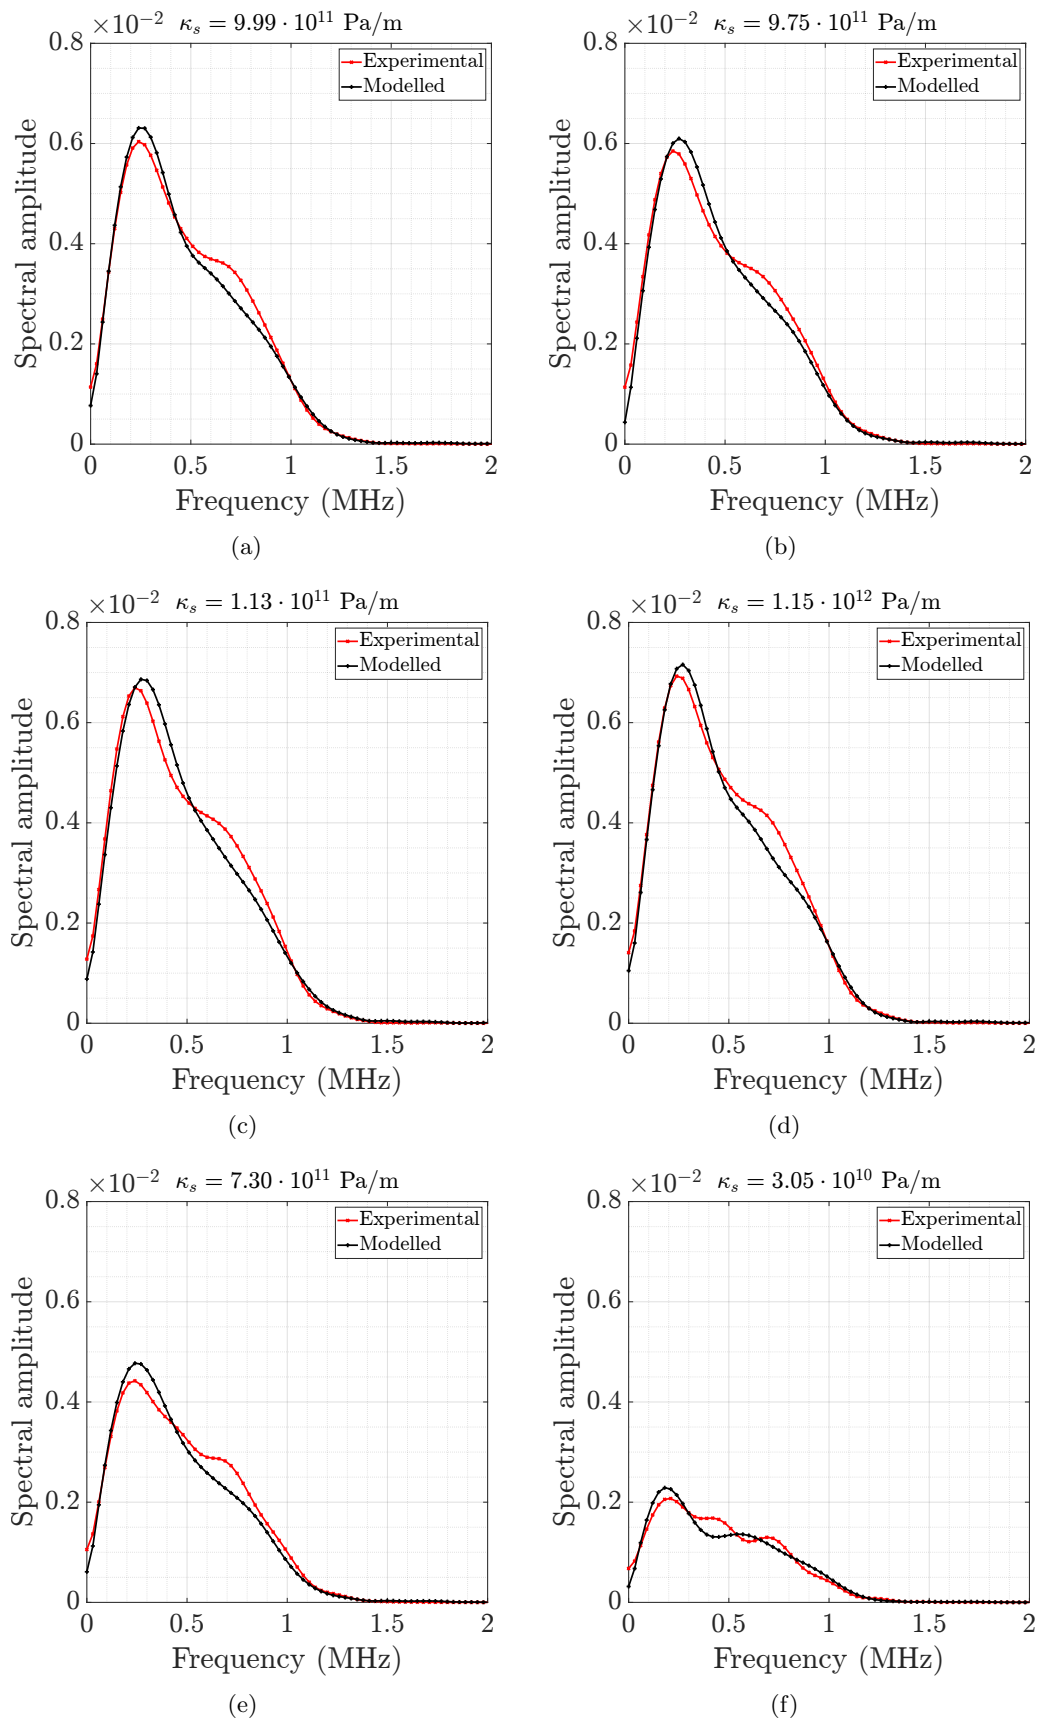 ×10⁻² κₛ = 9.99 · 10¹¹ Pa/m
0.8
0.6
0.4
0.2
0
Spectral amplitude
Experimental
Modelled
0 0.5 1 1.5 2
Frequency (MHz)
(a)
×10⁻² κₛ = 9.75 · 10¹¹ Pa/m
0.8
0.6
0.4
0.2
0
Spectral amplitude
Experimental
Modelled
0 0.5 1 1.5 2
Frequency (MHz)
(b)
×10⁻² κₛ = 1.13 · 10¹¹ Pa/m
0.8
0.6
0.4
0.2
0
Spectral amplitude
Experimental
Modelled
0 0.5 1 1.5 2
Frequency (MHz)
(c)
×10⁻² κₛ = 1.15 · 10¹² Pa/m
0.8
0.6
0.4
0.2
0
Spectral amplitude
Experimental
Modelled
0 0.5 1 1.5 2
Frequency (MHz)
(d)
×10⁻² κₛ = 7.30 · 10¹¹ Pa/m
0.8
0.6
0.4
0.2
0
Spectral amplitude
Experimental
Modelled
0 0.5 1 1.5 2
Frequency (MHz)
(e)
×10⁻² κₛ = 3.05 · 10¹⁰ Pa/m
0.8
0.6
0.4
0.2
0
Spectral amplitude
Experimental
Modelled
0 0.5 1 1.5 2
Frequency (MHz)
(f)